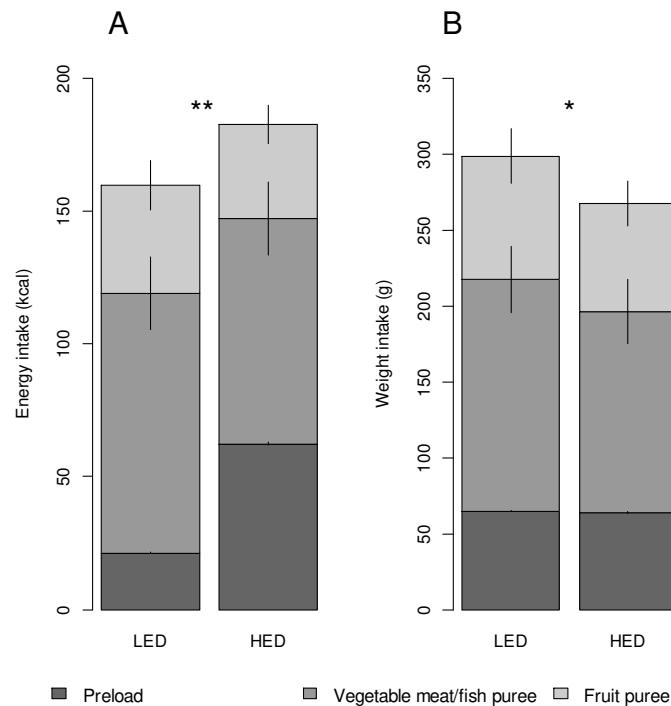 A
B
Energy intake (kcal)
200
150
100
50
0
**
LED
HED
Weight intake (g)
350
300
250
200
150
100
50
0
*
LED
HED
Preload
Vegetable meat/fish puree
Fruit puree